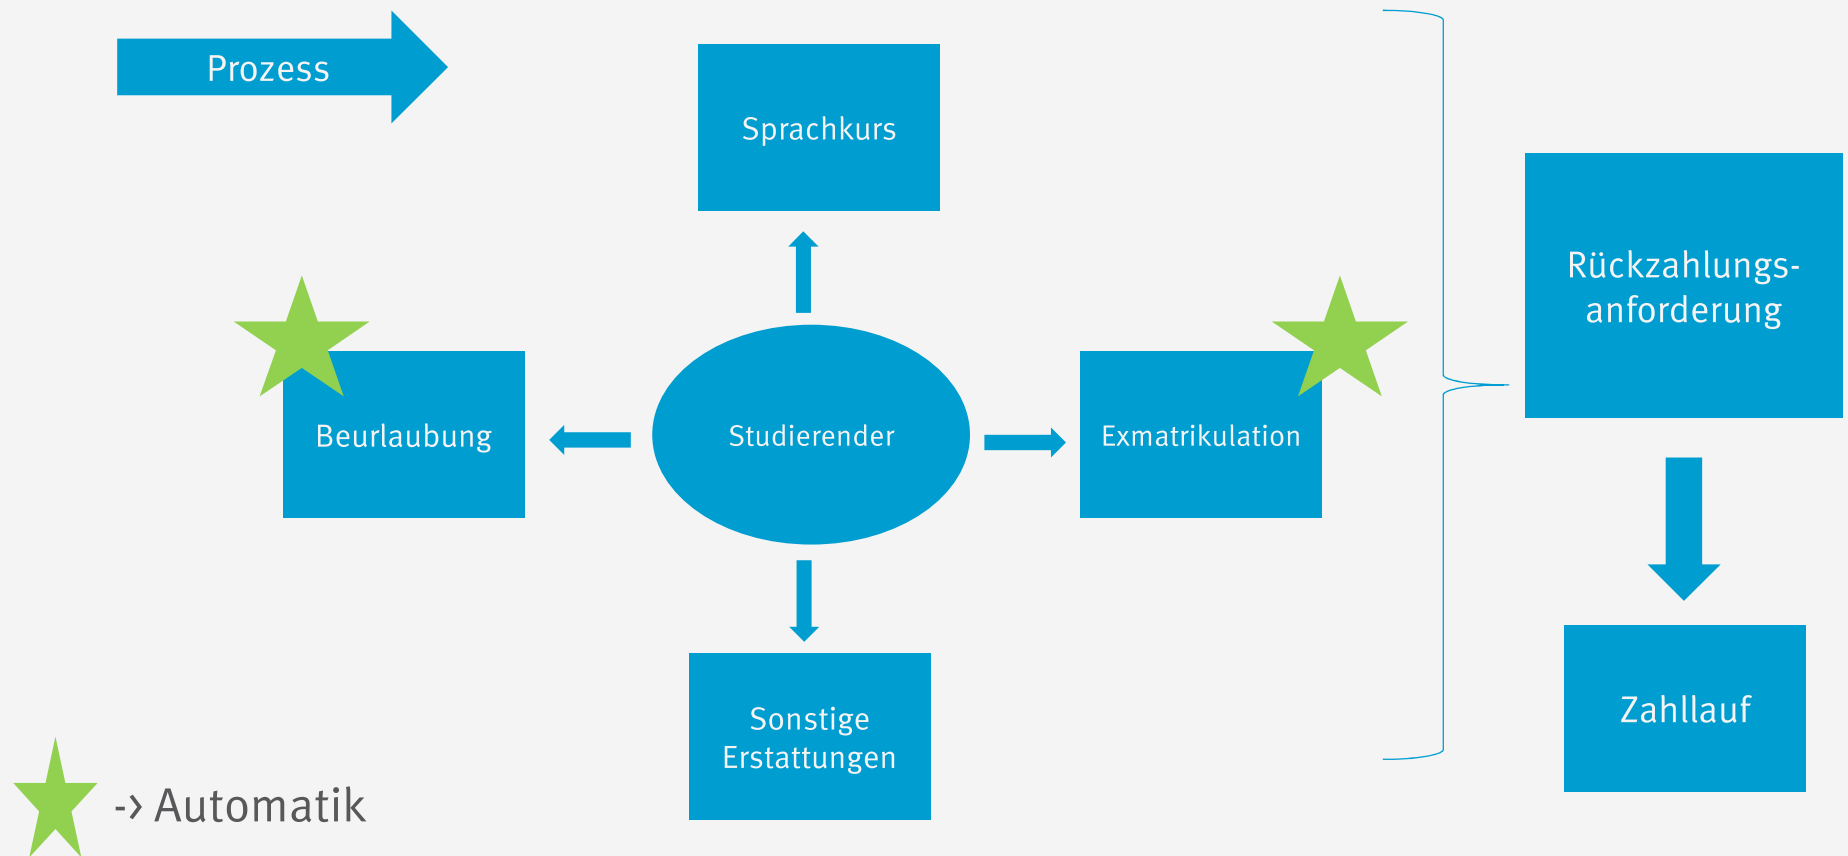 Prozess
Sprachkurs
Rückzahlungs-
anforderung
Beurlaubung
Studierender
Exmatrikulation
Sonstige
Erstattungen
Zahllauf
-> Automatik